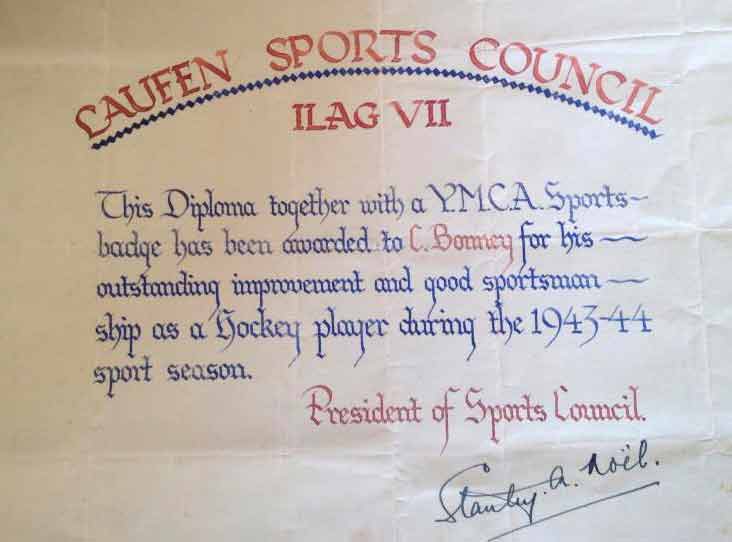 LAUFEN SPORTS COUNCIL
ILAG VII
This Diploma together with a Y.M.C.A. Sports-
badge has been awarded to C. Bonney for his —
outstanding improvement and good sportsman —
ship as a Hockey player during the 1943-44
sport season.
President of Sports Council.
Stanley. A. Noël.